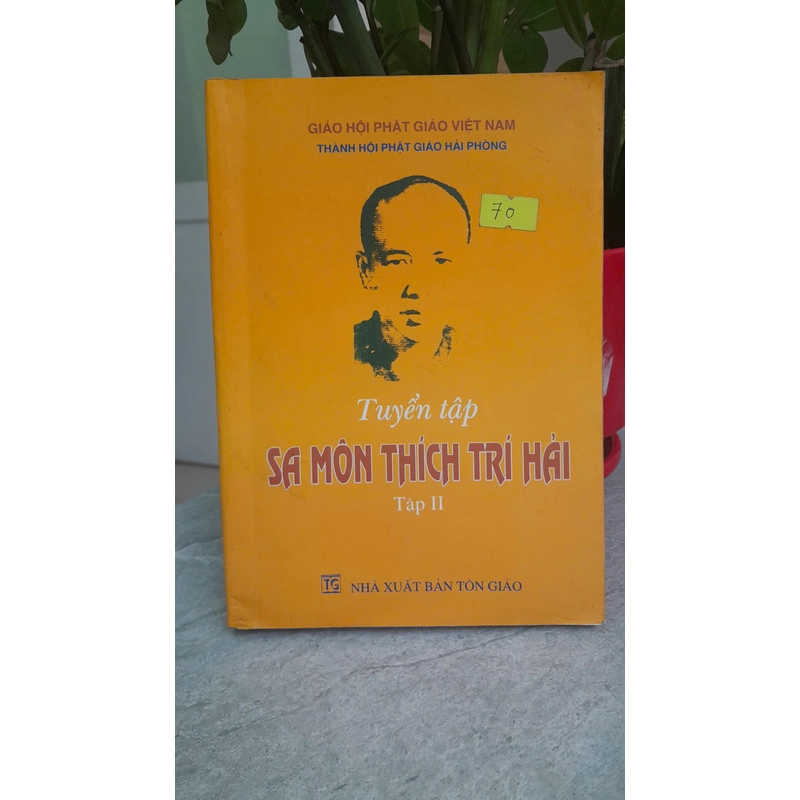 GIÁO HỘI PHẬT GIÁO VIỆT NAM
THÀNH HỘI PHẬT GIÁO HẢI PHÒNG
70
Tuyển tập
SA MÔN THÍCH TRÍ HẢI
Tập II
TG NHÀ XUẤT BẢN TÔN GIÁO